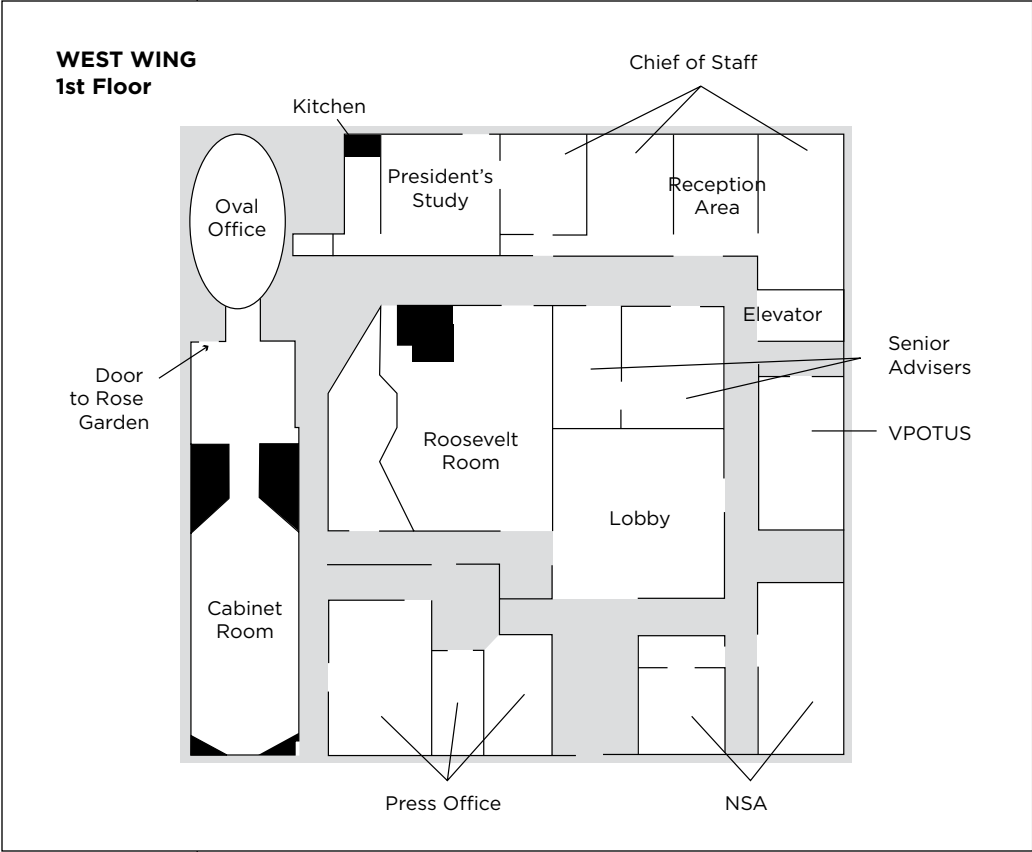 WEST WING
1st Floor
Chief of Staff
Kitchen
President’s
Study
Reception
Area
Oval
Office
Elevator
Senior
Advisers
Door
to Rose
Garden
VPOTUS
Roosevelt
Room
Lobby
Cabinet
Room
Press Office
NSA